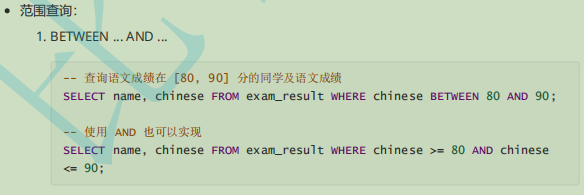 范围查询：
1. BETWEEN ... AND ...
-- 查询语文成绩在 [80, 90] 分的同学及语文成绩
SELECT name, chinese FROM exam_result WHERE chinese BETWEEN 80 AND 90;
-- 使用 AND 也可以实现
SELECT name, chinese FROM exam_result WHERE chinese >= 80 AND chinese
<= 90;